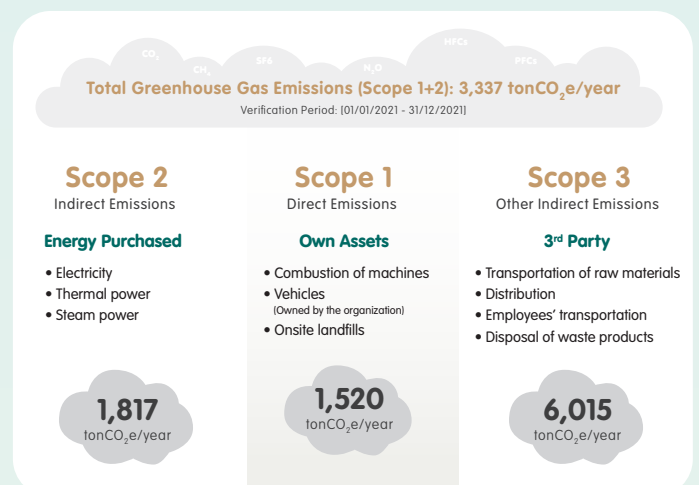 CO₂
CH₄
SF6
N₂O
HFCs
PFCs
Total Greenhouse Gas Emissions (Scope 1+2): 3,337 tonCO₂e/year
Verification Period: [01/01/2021 - 31/12/2021]
Scope 2
Indirect Emissions
Energy Purchased
• Electricity
• Thermal power
• Steam power
1,817
tonCO₂e/year
Scope 1
Direct Emissions
Own Assets
• Combustion of machines
• Vehicles
(Owned by the organization)
• Onsite landfills
1,520
tonCO₂e/year
Scope 3
Other Indirect Emissions
3ʳᵈ Party
• Transportation of raw materials
• Distribution
• Employees’ transportation
• Disposal of waste products
6,015
tonCO₂e/year